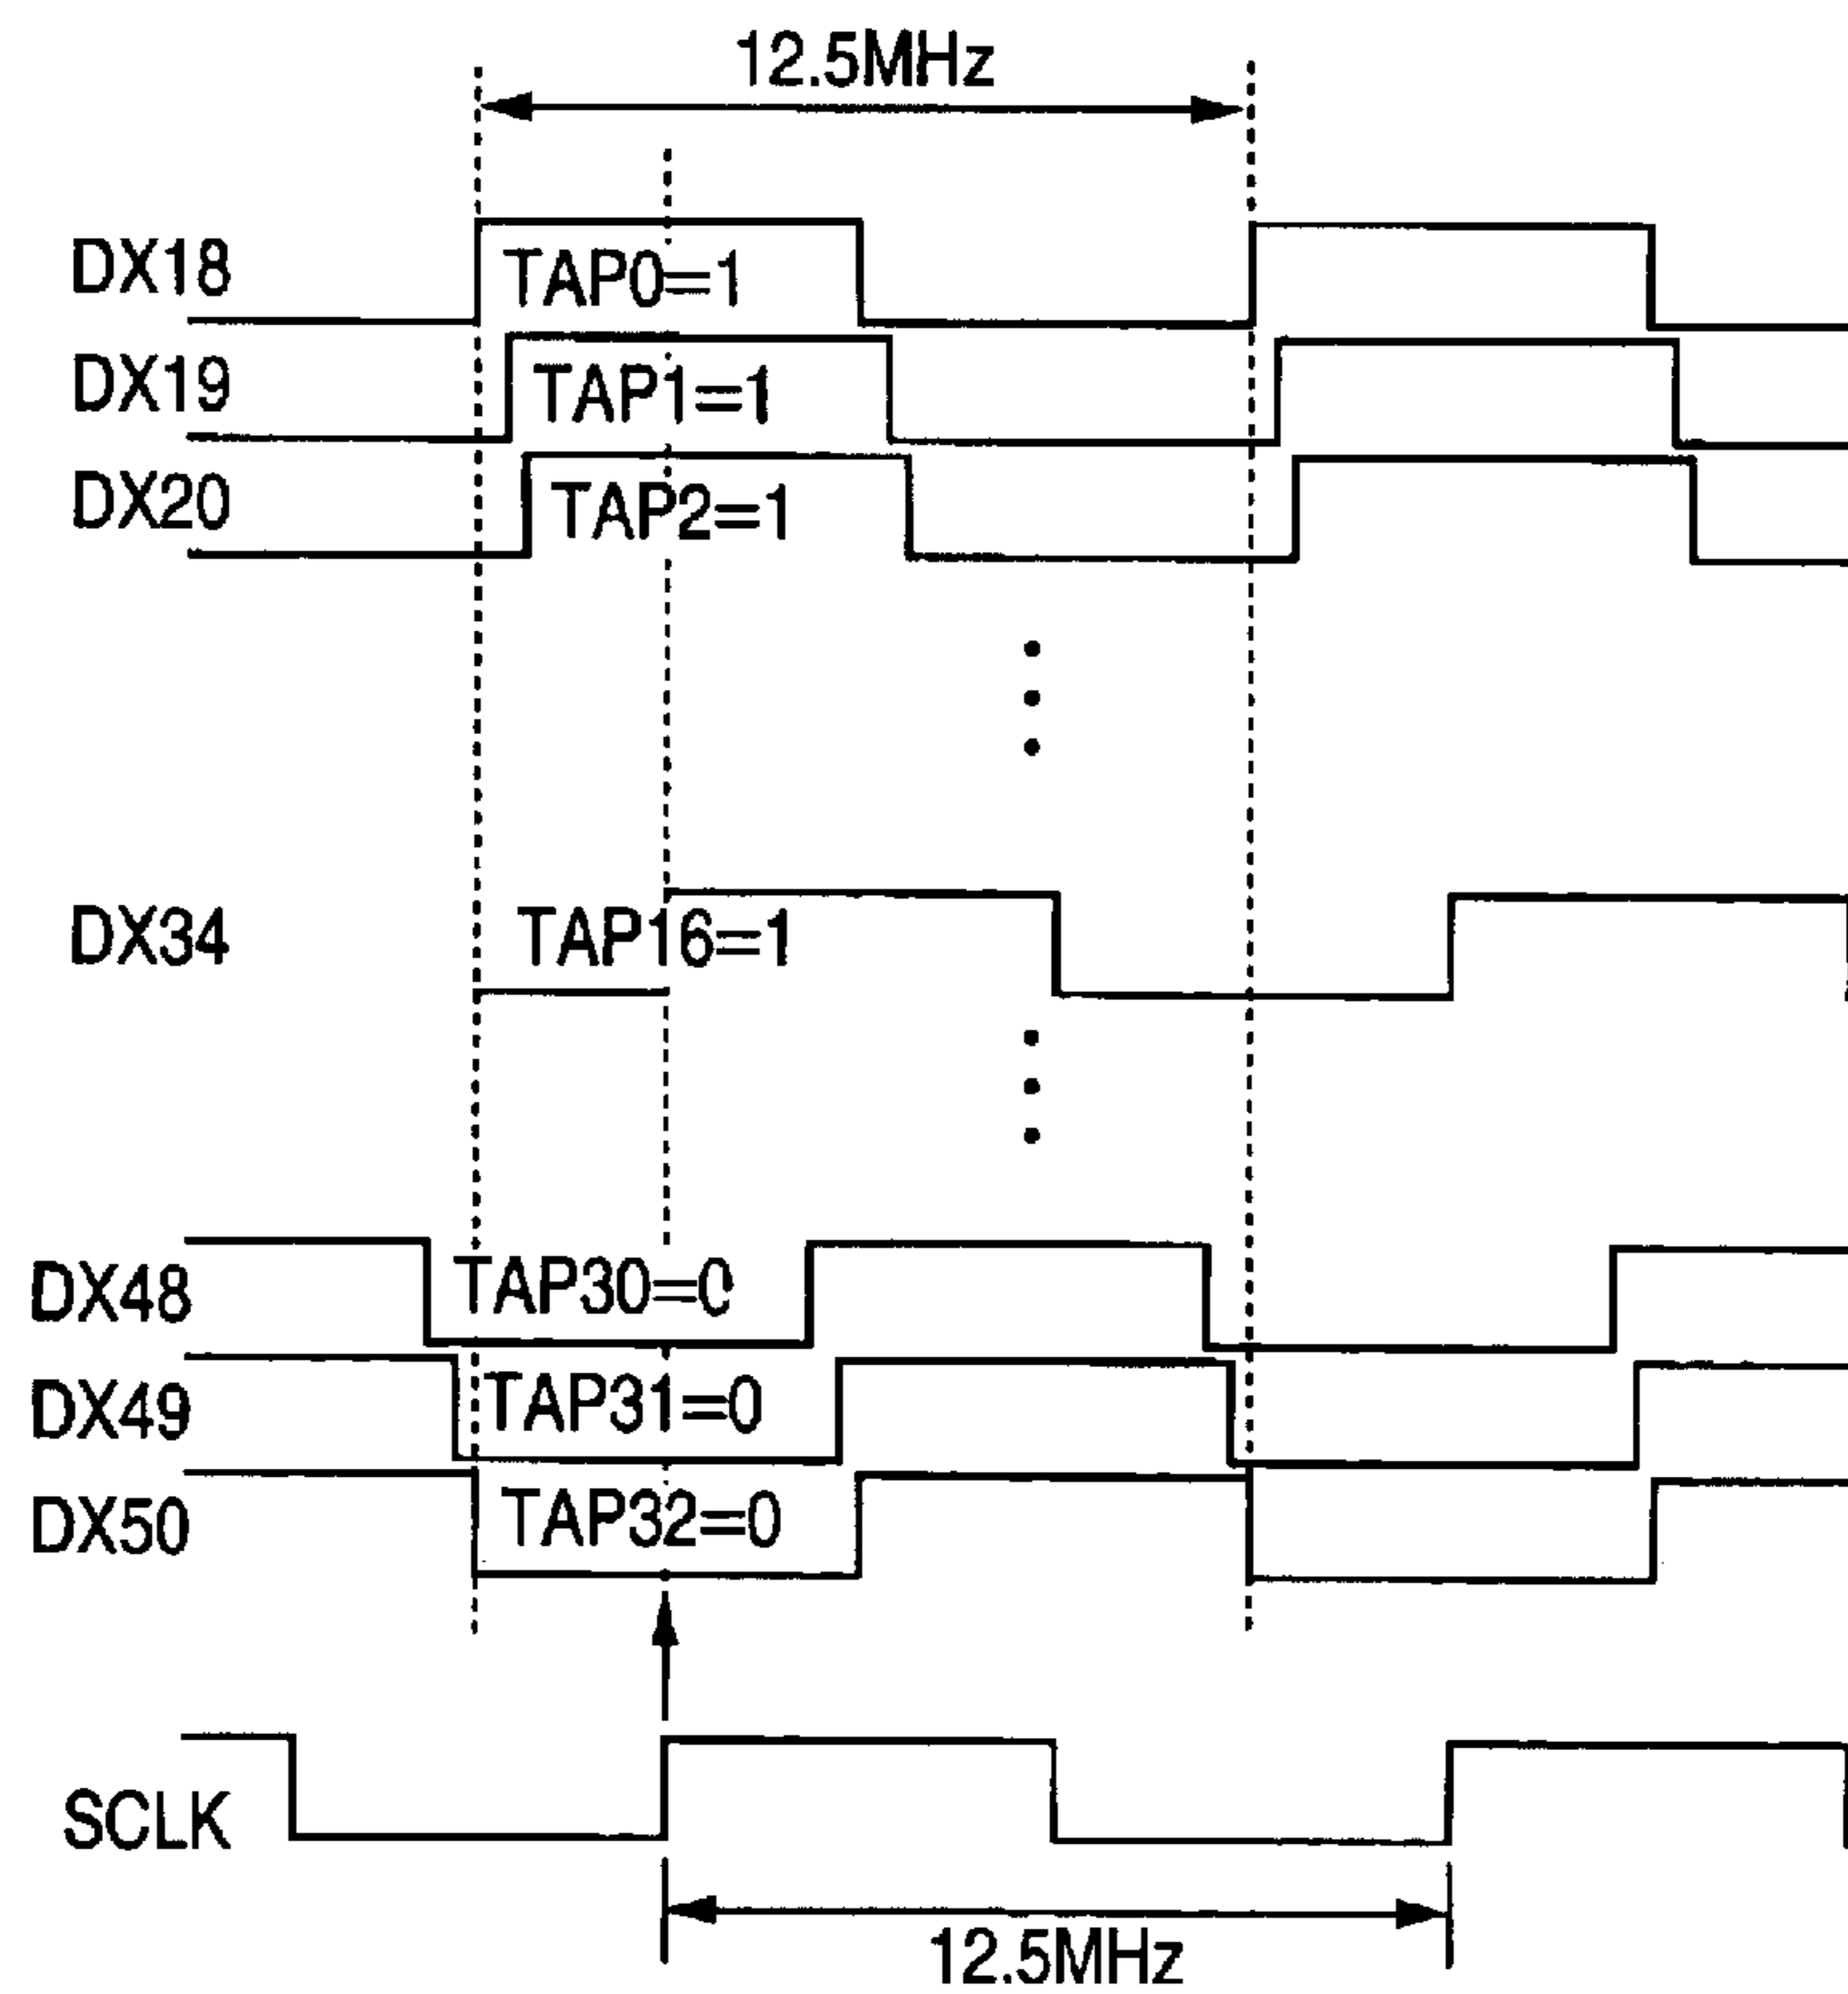 12.5MHz
DX18 TAP0=1
DX19 TAP1=1
DX20 TAP2=1
DX34 TAP16=1
DX48 TAP30=0
DX49 TAP31=0
DX50 TAP32=0
SCLK
12.5MHz